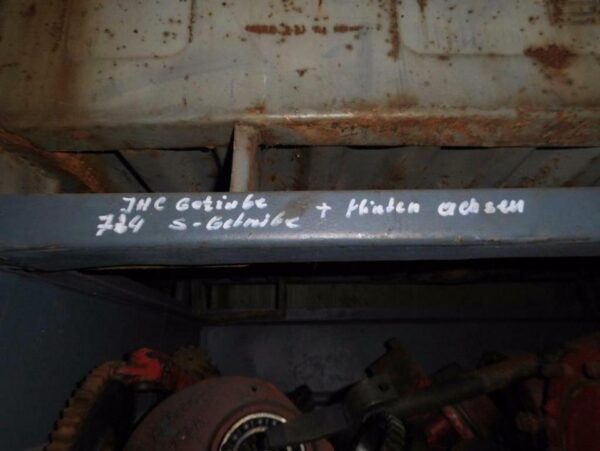 JHC Getriebe + Hinten achsen
724 S-Getriebe